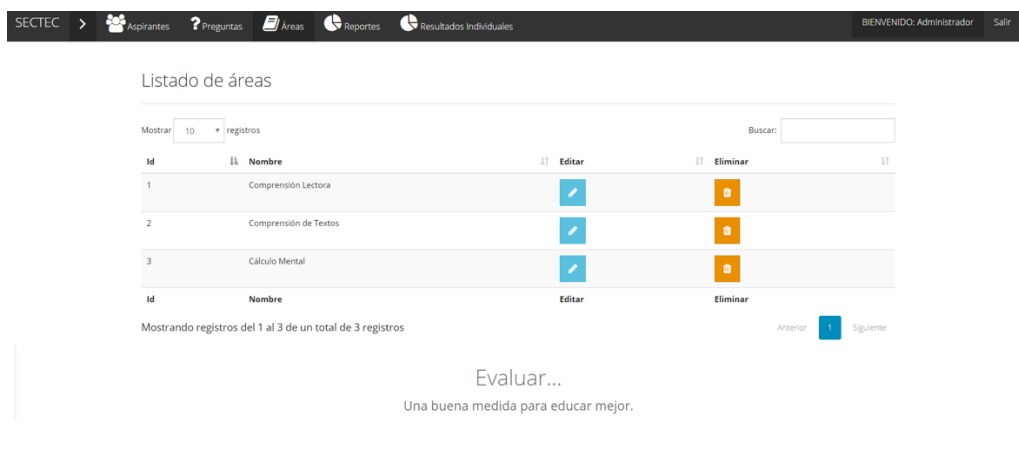 SECTEC > Aspirantes ? Preguntas Áreas Reportes Resultados Individuales BIENVENIDO: Administrador Salir
Listado de áreas
Mostrar 10 registros Buscar:
Id Nombre Editar Eliminar
1 Comprensión Lectora
2 Comprensión de Textos
3 Cálculo Mental
Id Nombre Editar Eliminar
Mostrando registros del 1 al 3 de un total de 3 registros Anterior 1 Siguiente
Evaluar...
Una buena medida para educar mejor.